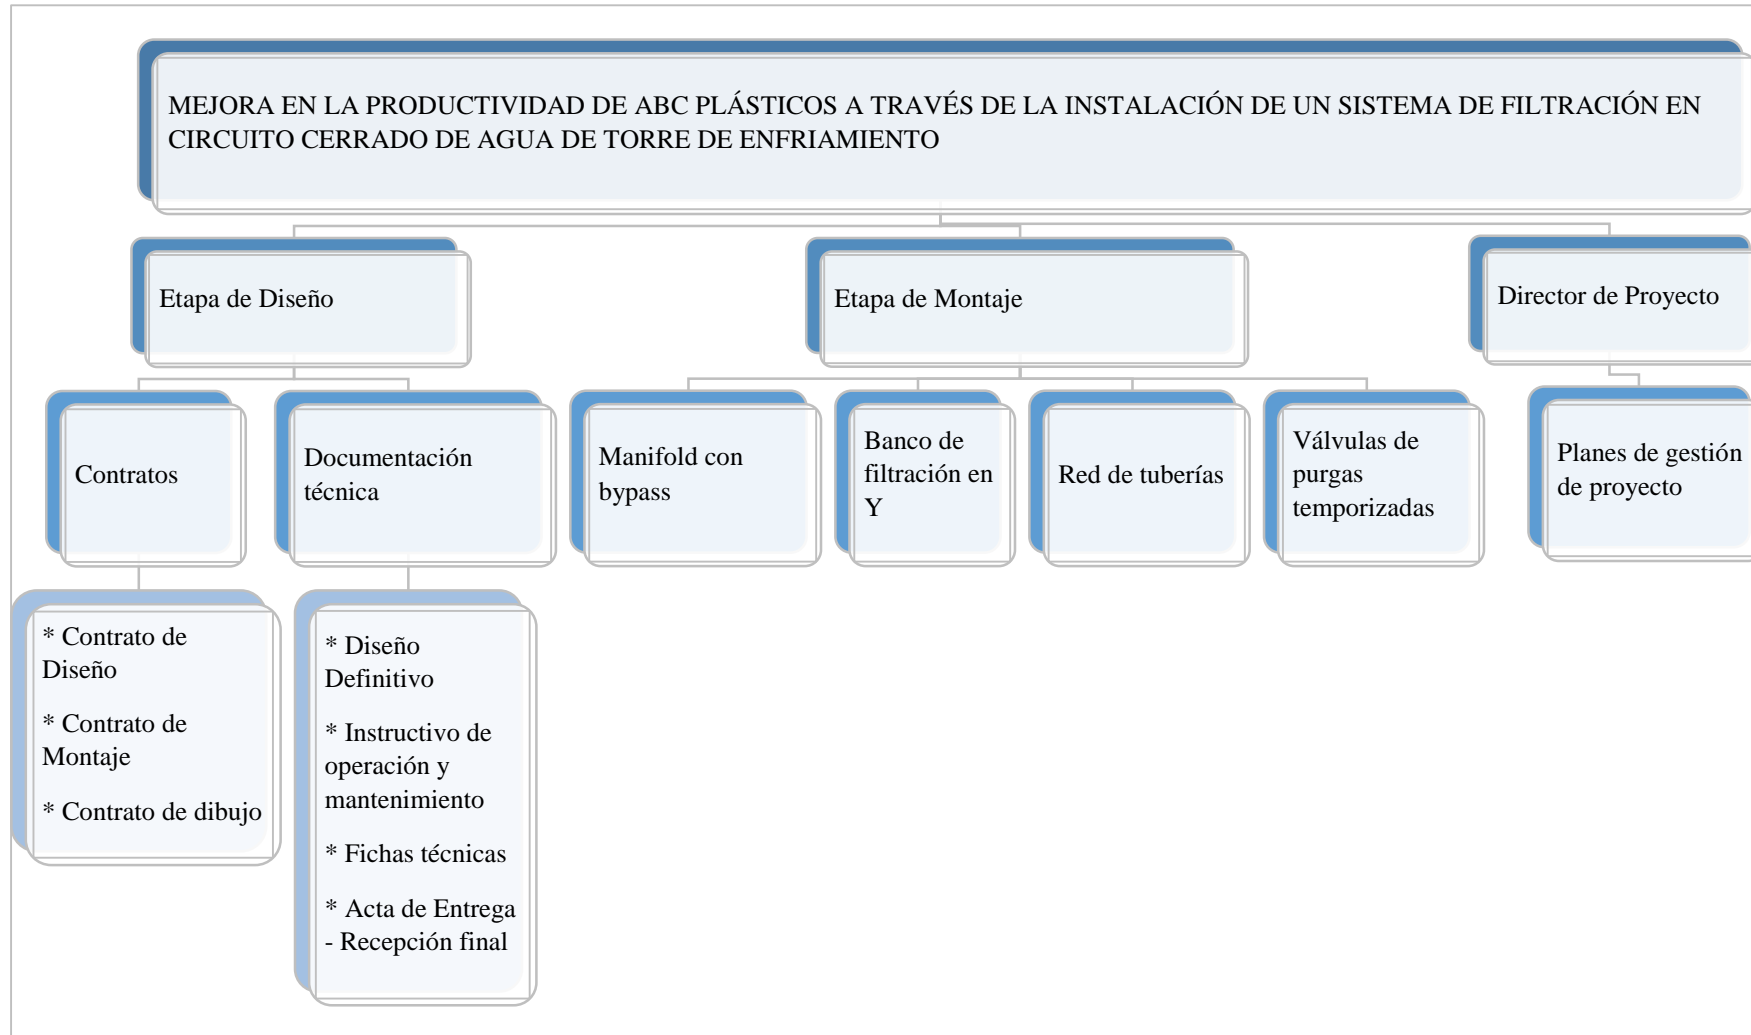 MEJORA EN LA PRODUCTIVIDAD DE ABC PLÁSTICOS A TRAVÉS DE LA INSTALACIÓN DE UN SISTEMA DE FILTRACIÓN EN
CIRCUITO CERRADO DE AGUA DE TORRE DE ENFRIAMIENTO
Etapa de Diseño
Etapa de Montaje
Director de Proyecto
Contratos
Documentación
técnica
Manifold con
bypass
Banco de
filtración en
Y
Red de tuberías
Válvulas de
purgas
temporizadas
Planes de gestión
de proyecto
* Contrato de
Diseño
* Contrato de
Montaje
* Contrato de dibujo
* Diseño
Definitivo
* Instructivo de
operación y
mantenimiento
* Fichas técnicas
* Acta de Entrega
- Recepción final